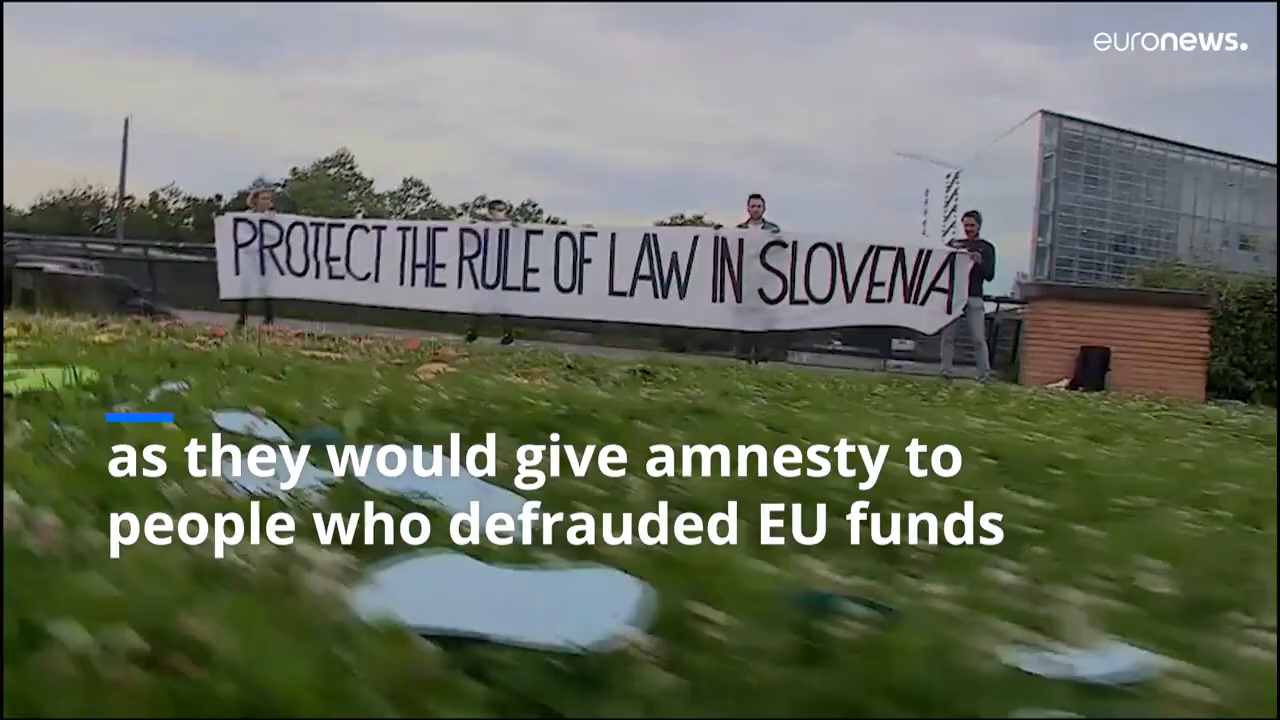 euronews.
PROTECT THE RULE OF LAW IN SLOVENIA
as they would give amnesty to
people who defrauded EU funds